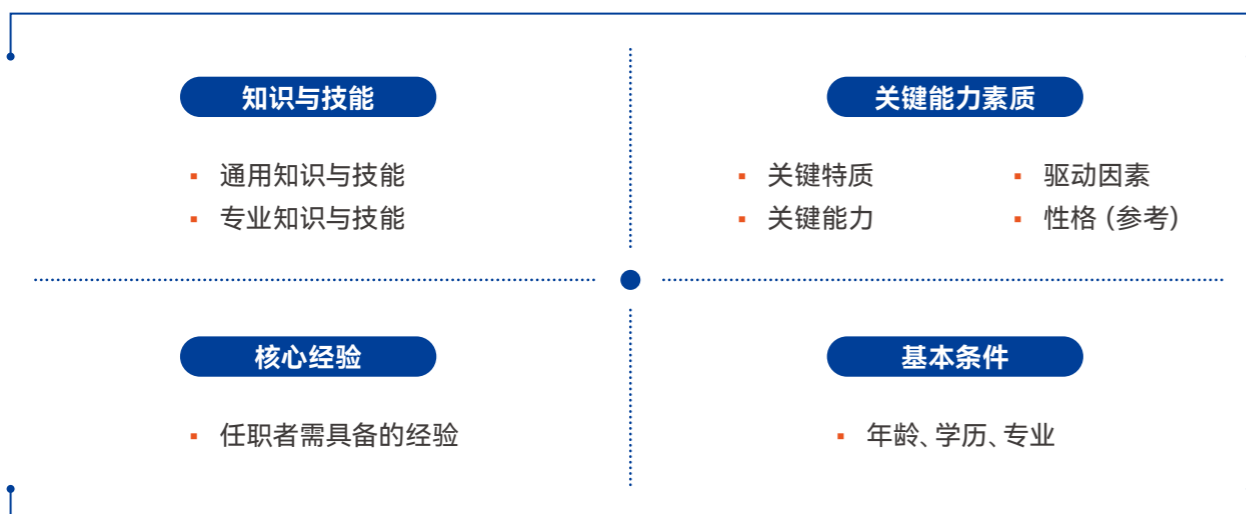 知识与技能
通用知识与技能
专业知识与技能
关键能力素质
关键特质
驱动因素
关键能力
性格（参考）
核心经验
任职者需具备的经验
基本条件
年龄、学历、专业